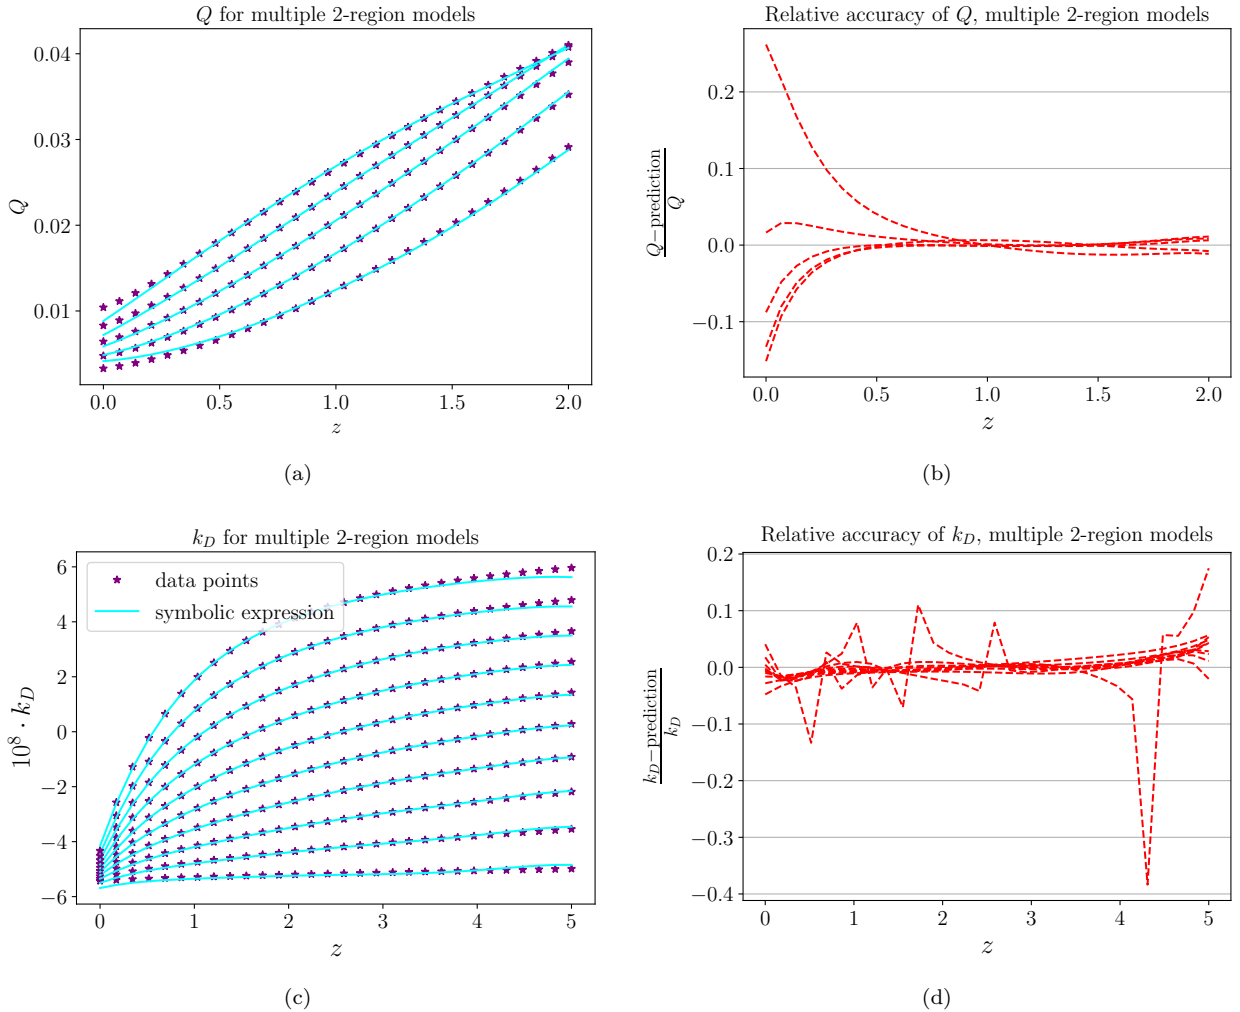 Q for multiple 2-region models
Q
0.04
0.03
0.02
0.01
0.0
0.5
1.0
1.5
2.0
z
(a)
Relative accuracy of Q, multiple 2-region models
Q−prediction
Q
0.2
0.1
0.0
−0.1
0.0
0.5
1.0
1.5
2.0
z
(b)
k_D for multiple 2-region models
10^8 · k_D
6
4
2
0
−2
−4
−6
data points
symbolic expression
0
1
2
3
4
5
z
(c)
Relative accuracy of k_D, multiple 2-region models
k_D−prediction
k_D
0.2
0.1
0.0
−0.1
−0.2
−0.3
−0.4
0
1
2
3
4
5
z
(d)